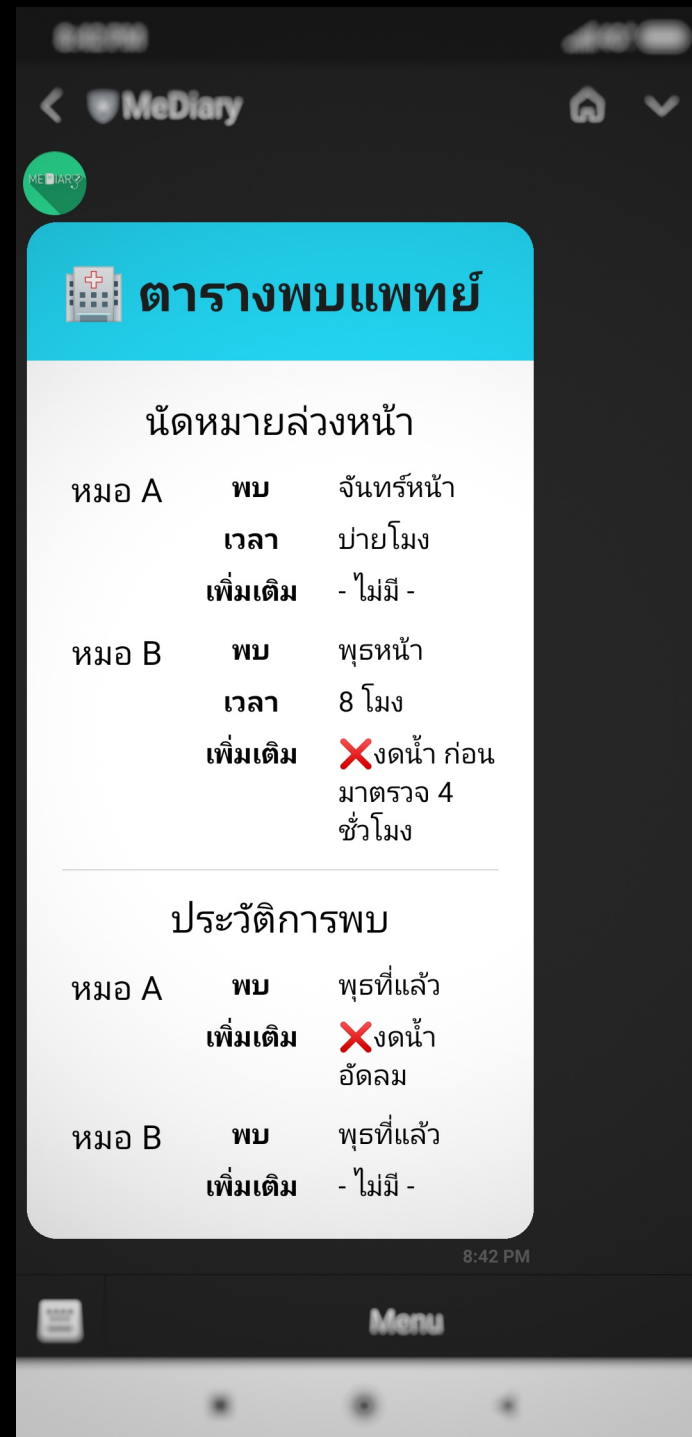 8:42 PM
MeDiary
MEDIARY
ตารางพบแพทย์
นัดหมายล่วงหน้า
หมอ A พบ จันทร์หน้า
เวลา บ่ายโมง
เพิ่มเติม - ไม่มี -
หมอ B พบ พุธหน้า
เวลา 8 โมง
เพิ่มเติม ❌งดน้ำ ก่อน
มาตรวจ 4
ชั่วโมง
ประวัติการพบ
หมอ A พบ พุธที่แล้ว
เพิ่มเติม ❌งดน้ำ
อัดลม
หมอ B พบ พุธที่แล้ว
เพิ่มเติม - ไม่มี -
8:42 PM
Menu